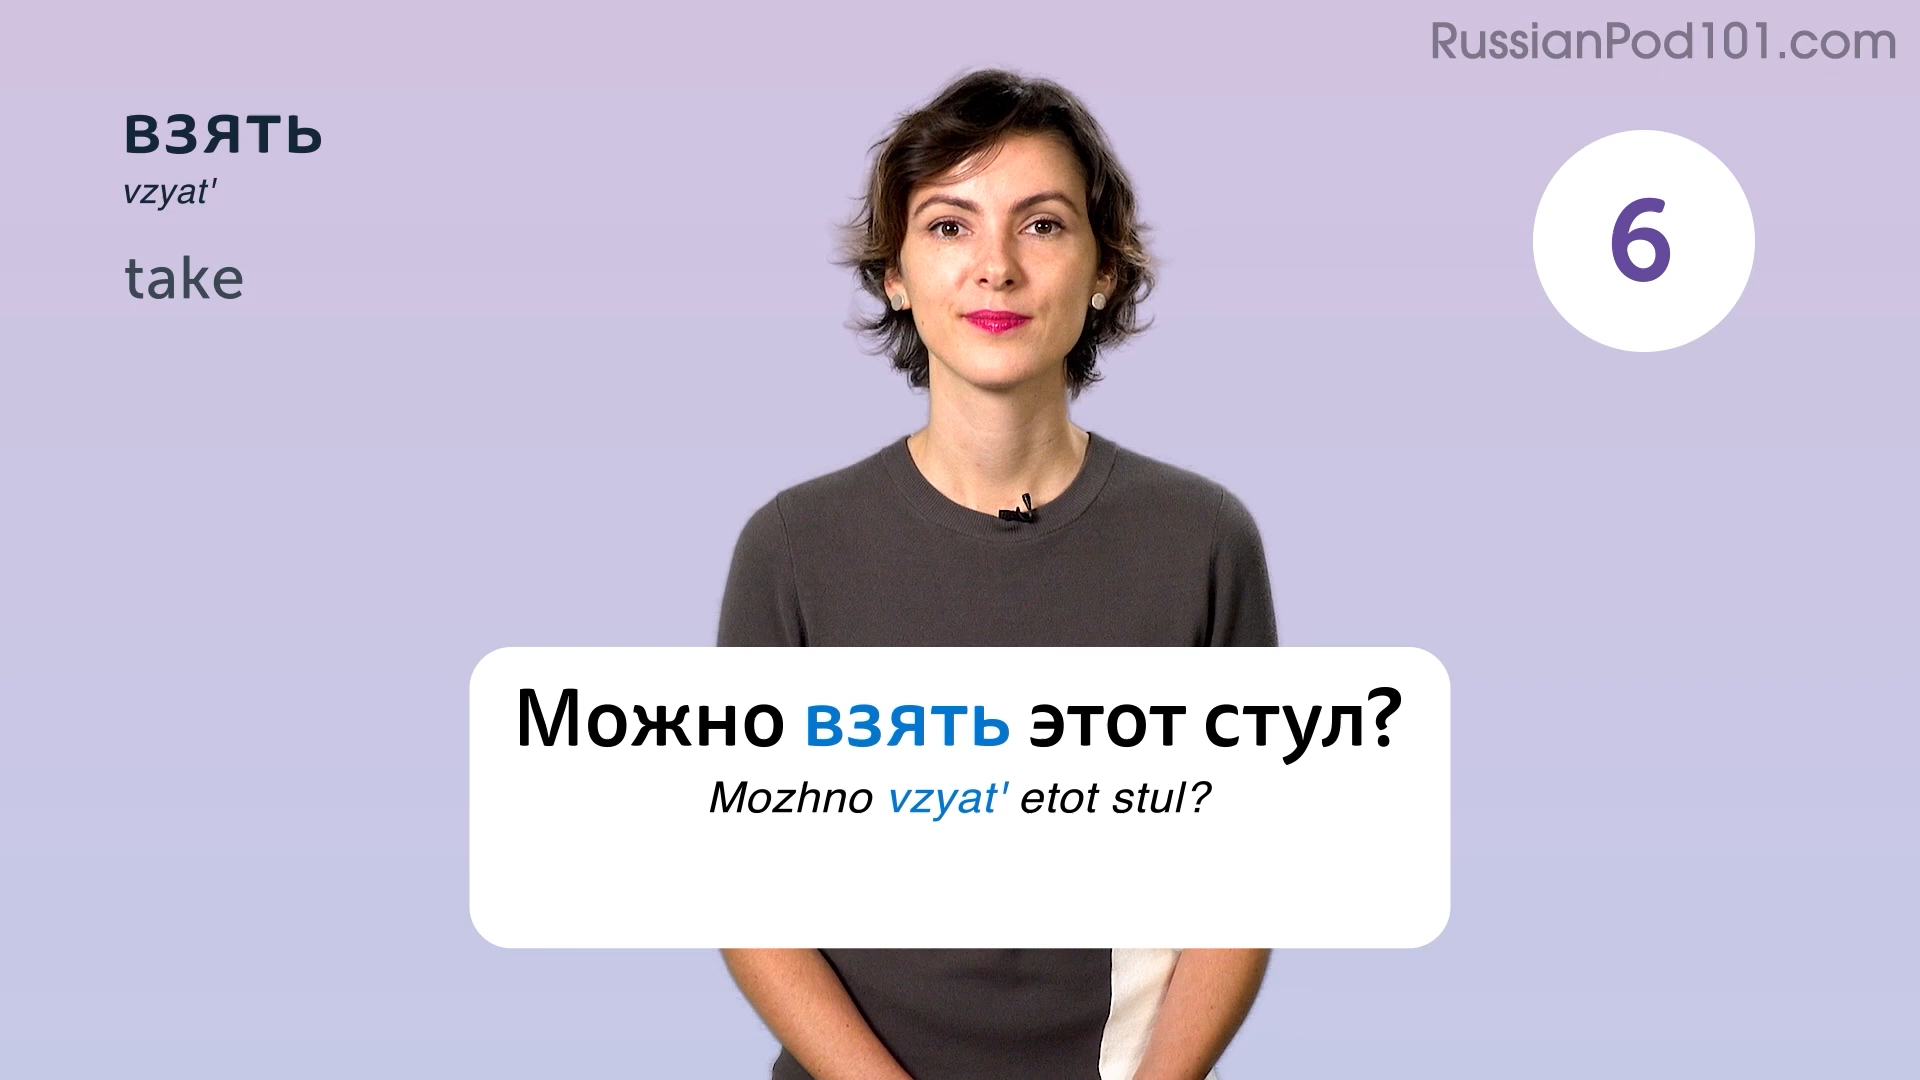 RussianPod101.com
взять
vzyat'
take
6
Можно взять этот стул?
Mozhno vzyat' etot stul?